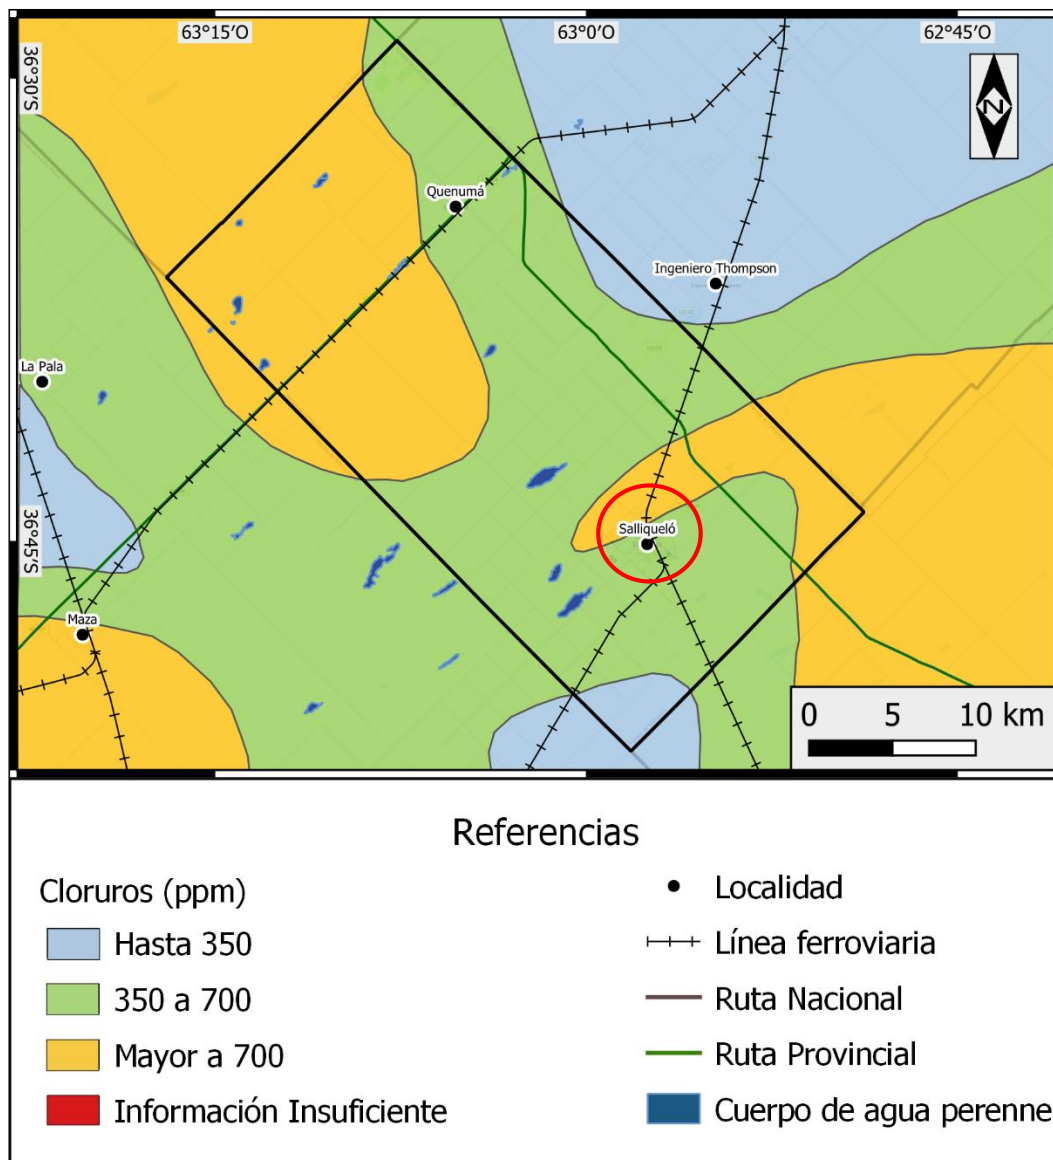 63°15'O
63°0'O
62°45'O
36°30'S
N
Quenumá
Ingeniero Thompson
La Pala
Salliqueló
36°45'S
Maza
0 5 10 km
Referencias
Cloruros (ppm)
Hasta 350
350 a 700
Mayor a 700
Información Insuficiente
Localidad
Línea ferroviaria
Ruta Nacional
Ruta Provincial
Cuerpo de agua perenne